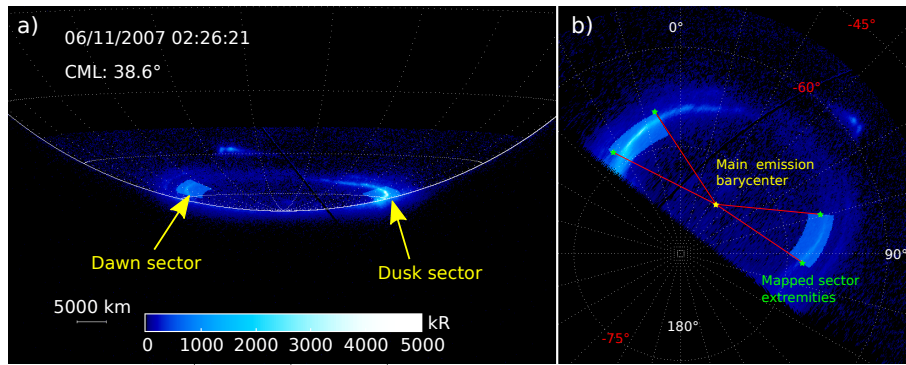 a)
06/11/2007 02:26:21
CML: 38.6°
Dawn sector
Dusk sector
5000 km
kR
0 1000 2000 3000 4000 5000
b)
0°
-45°
-60°
Main emission
barycenter
90°
Mapped sector
extremities
180°
-75°